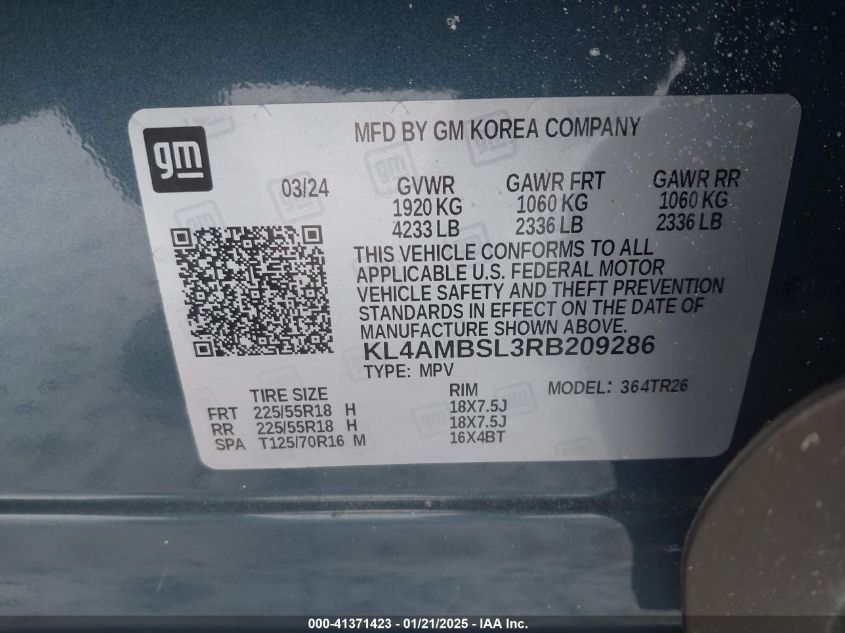 MFD BY GM KOREA COMPANY
gm
03/24
GVWR GAWR FRT GAWR RR
1920 KG 1060 KG 1060 KG
4233 LB 2336 LB 2336 LB
THIS VEHICLE CONFORMS TO ALL
APPLICABLE U.S. FEDERAL MOTOR
VEHICLE SAFETY AND THEFT PREVENTION
STANDARDS IN EFFECT ON THE DATE OF
MANUFACTURE SHOWN ABOVE.
KL4AMBSL3RB209286
TYPE: MPV
TIRE SIZE RIM MODEL: 364TR26
FRT 225/55R18 H 18X7.5J
RR 225/55R18 H 18X7.5J
SPA T125/70R16 M 16X4BT
000-41371423 - 01/21/2025 - IAA Inc.